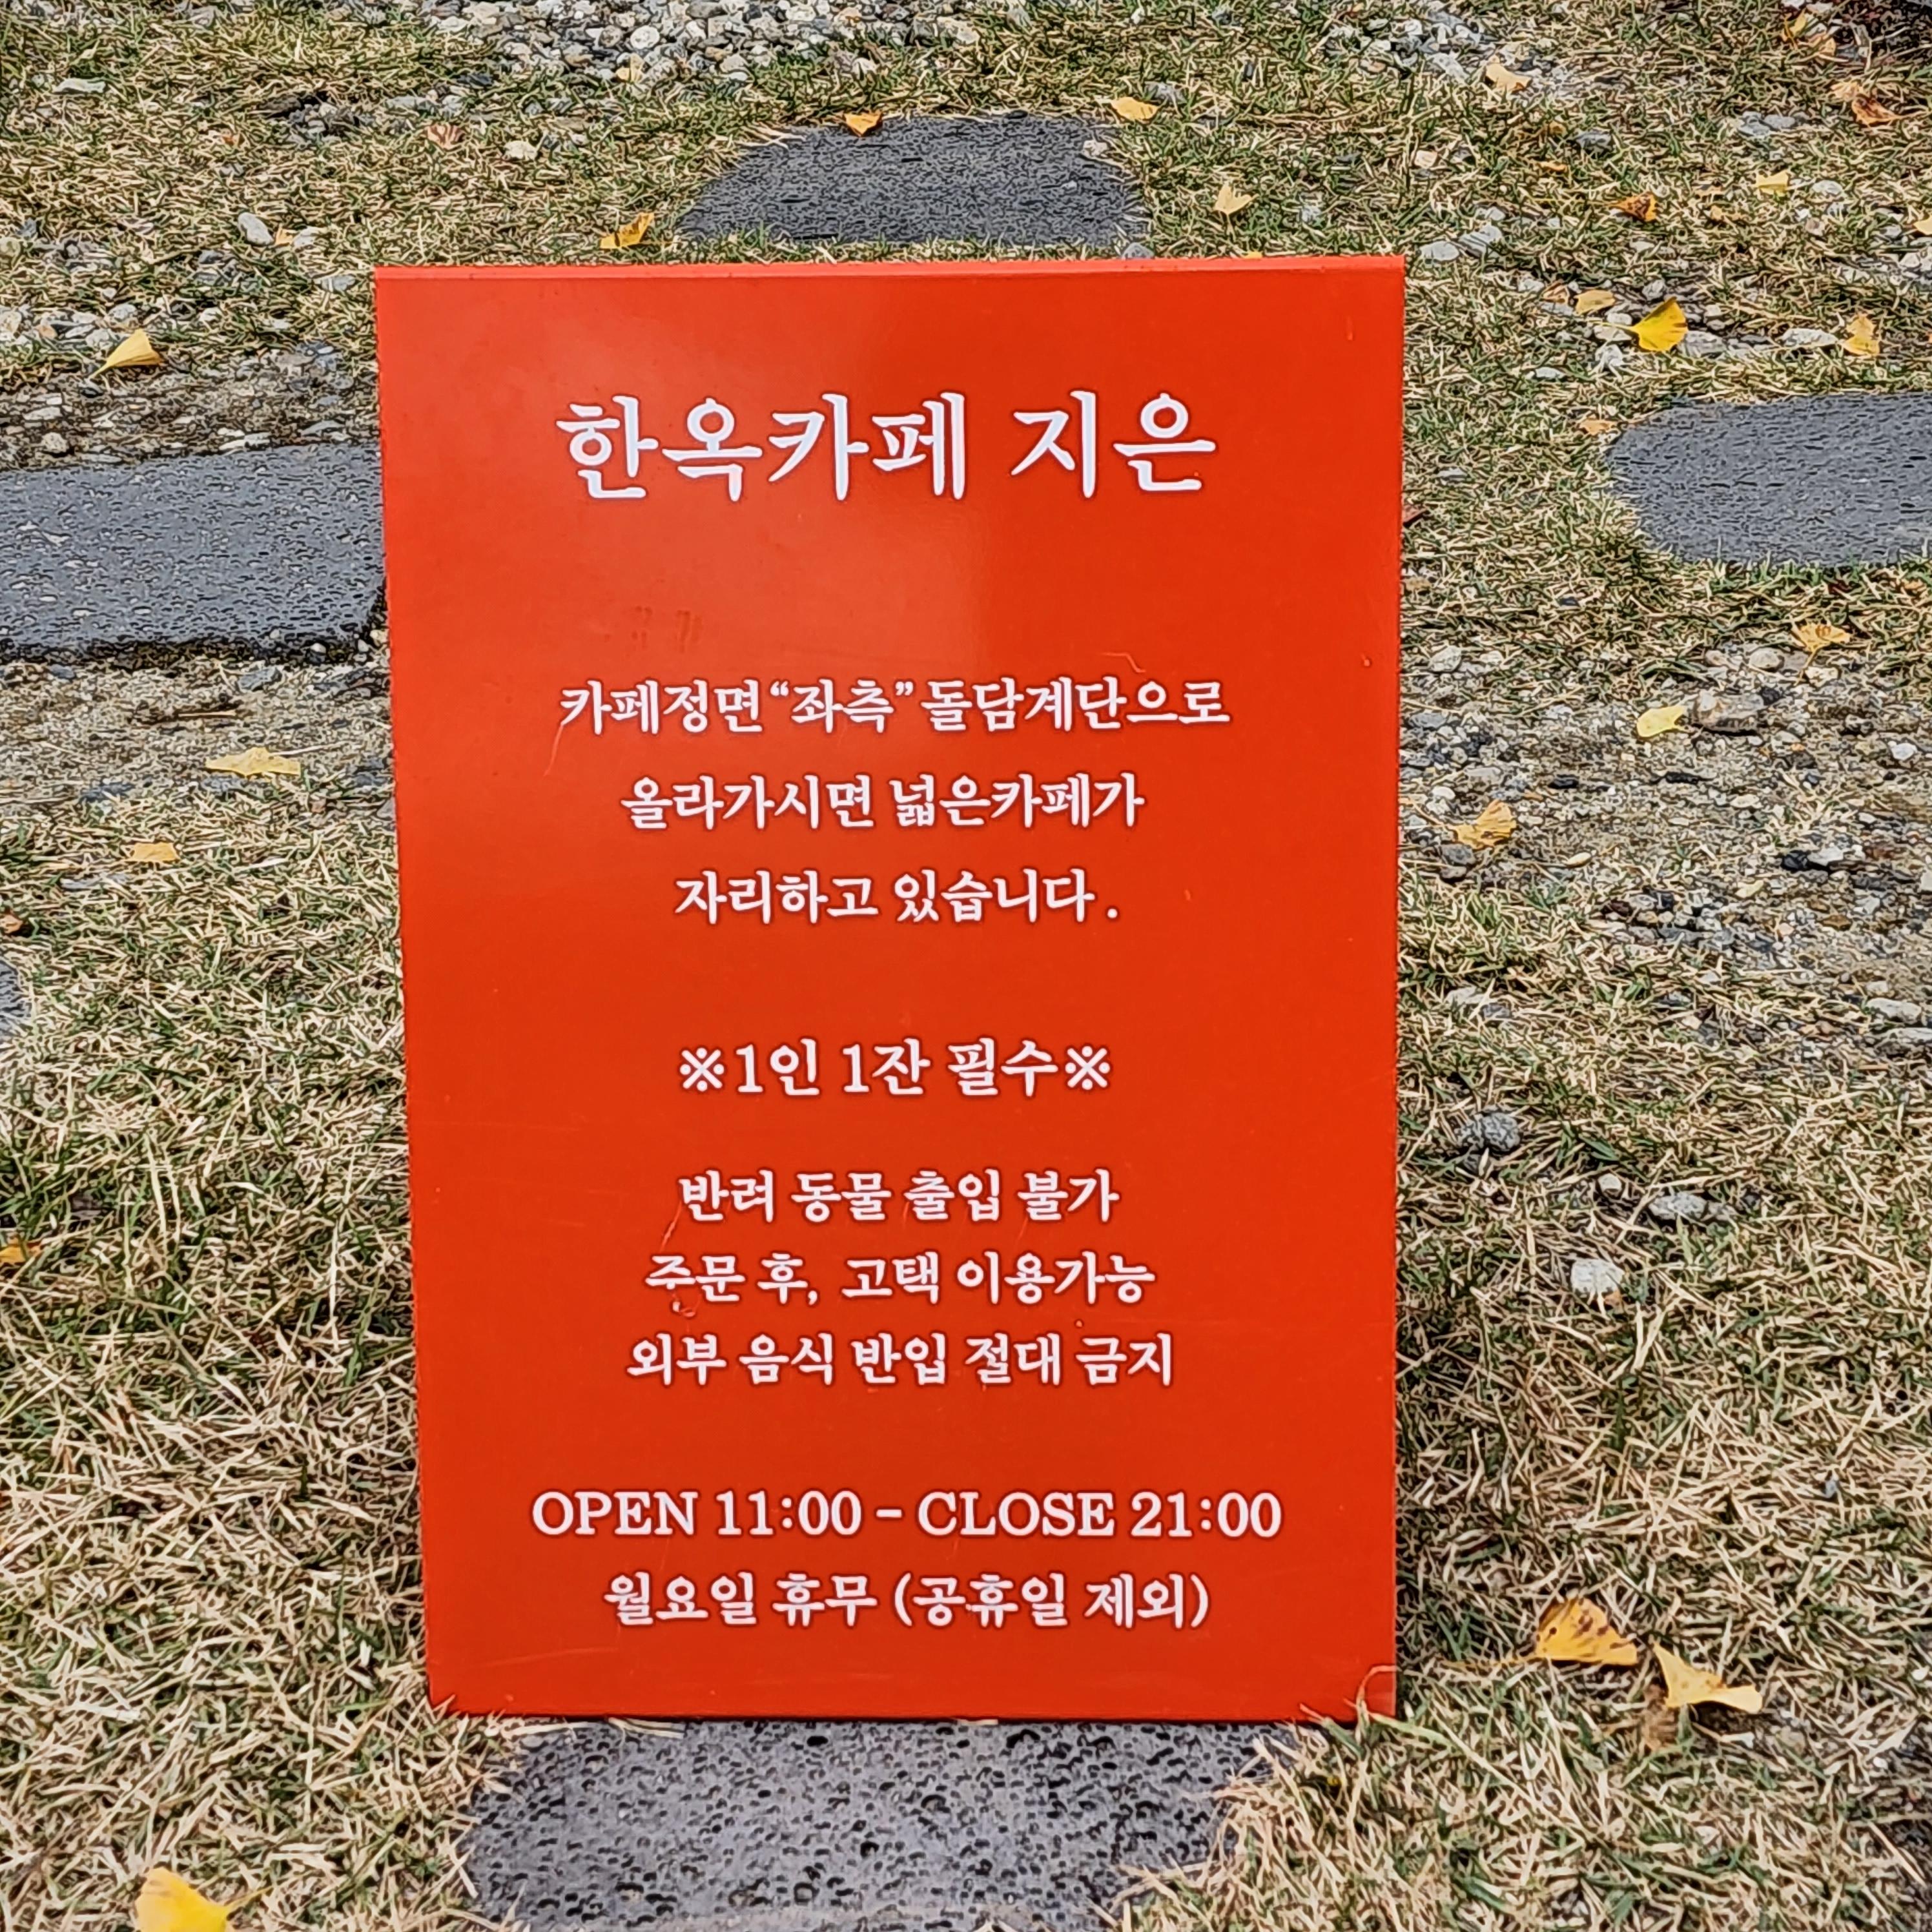 한옥카페 지은
카페정면 “좌측” 돌담계단으로
올라가시면 넓은카페가
자리하고 있습니다.
※1인 1잔 필수※
반려 동물 출입 불가
주문 후, 고택 이용가능
외부 음식 반입 절대 금지
OPEN 11:00 - CLOSE 21:00
월요일 휴무 (공휴일 제외)